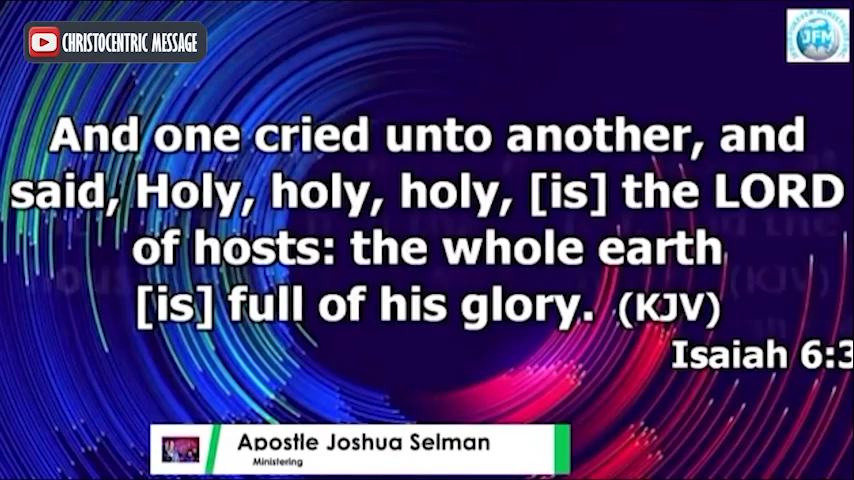 CHRISTOCENTRIC MESSAGE
JFM
And one cried unto another, and
said, Holy, holy, holy, [is] the LORD
of hosts: the whole earth
[is] full of his glory. (KJV)
Isaiah 6:3
Apostle Joshua Selman
Ministering